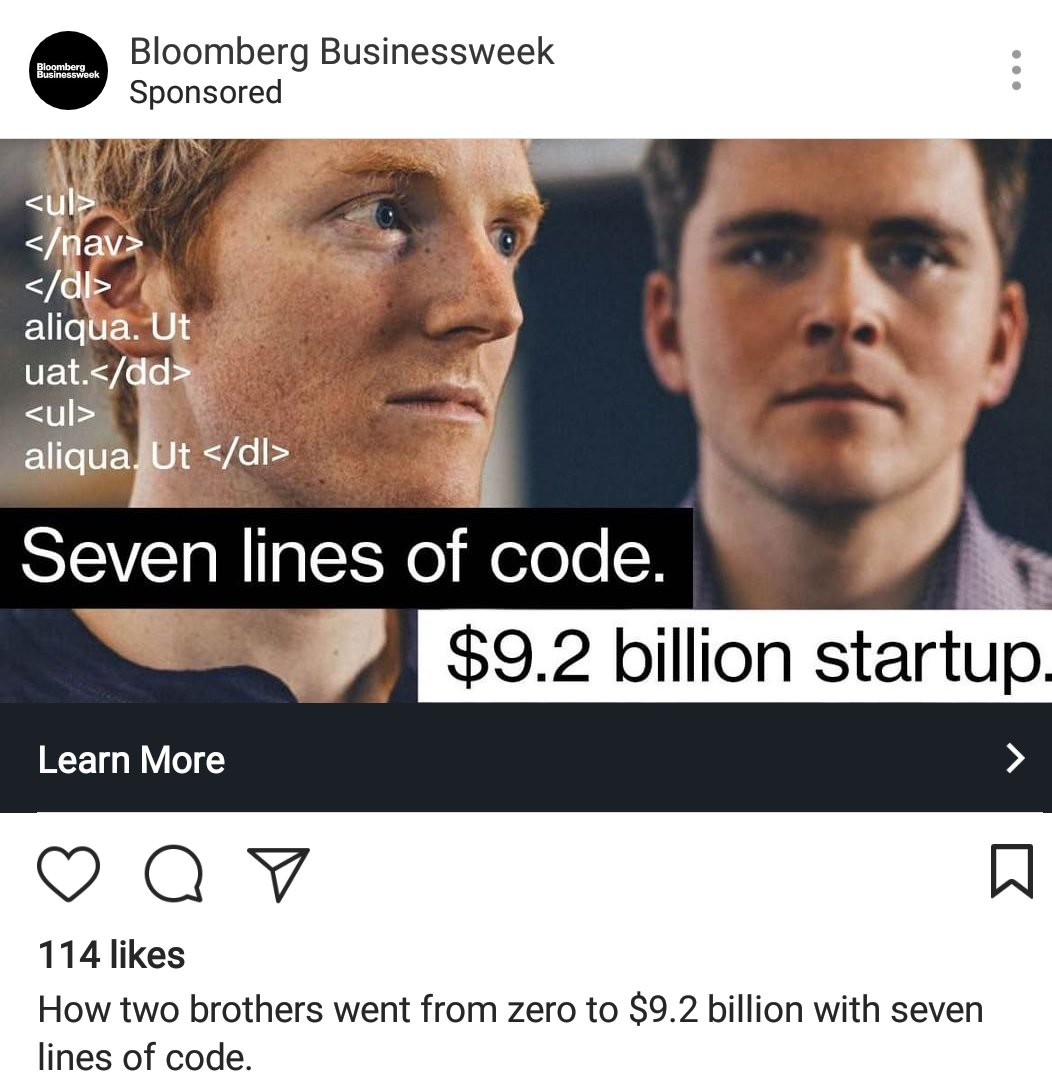 Bloomberg
Businessweek
Bloomberg Businessweek
Sponsored
<ul>
</nav>
</dl>
aliqua. Ut
uat.</dd>
<ul>
aliqua. Ut </dl>
Seven lines of code.
$9.2 billion startup.
Learn More
114 likes
How two brothers went from zero to $9.2 billion with seven
lines of code.